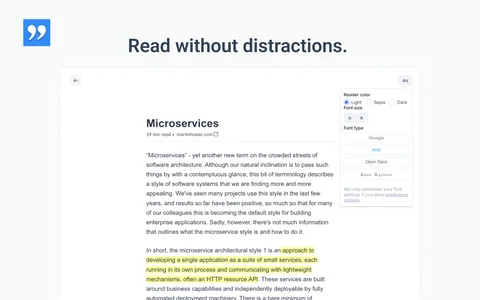 Read without distractions.
Aa
Reader color
Light Sepia Dark
Font size
A A
Font type
Georgia
Arial
Open Sans
We only remember your font
settings if you allow preference
cookies
Microservices
59 min read • martinfowler.com
"Microservices" - yet another new term on the crowded streets of
software architecture. Although our natural inclination is to pass such
things by with a contemptuous glance, this bit of terminology describes
a style of software systems that we are finding more and more
appealing. We've seen many projects use this style in the last few
years, and results so far have been positive, so much so that for many
of our colleagues this is becoming the default style for building
enterprise applications. Sadly, however, there's not much information
that outlines what the microservice style is and how to do it.
In short, the microservice architectural style 1 is an approach to
developing a single application as a suite of small services, each
running in its own process and communicating with lightweight
mechanisms, often an HTTP resource API. These services are built
around business capabilities and independently deployable by fully
automated deployment machinery. There is a bare minimum of